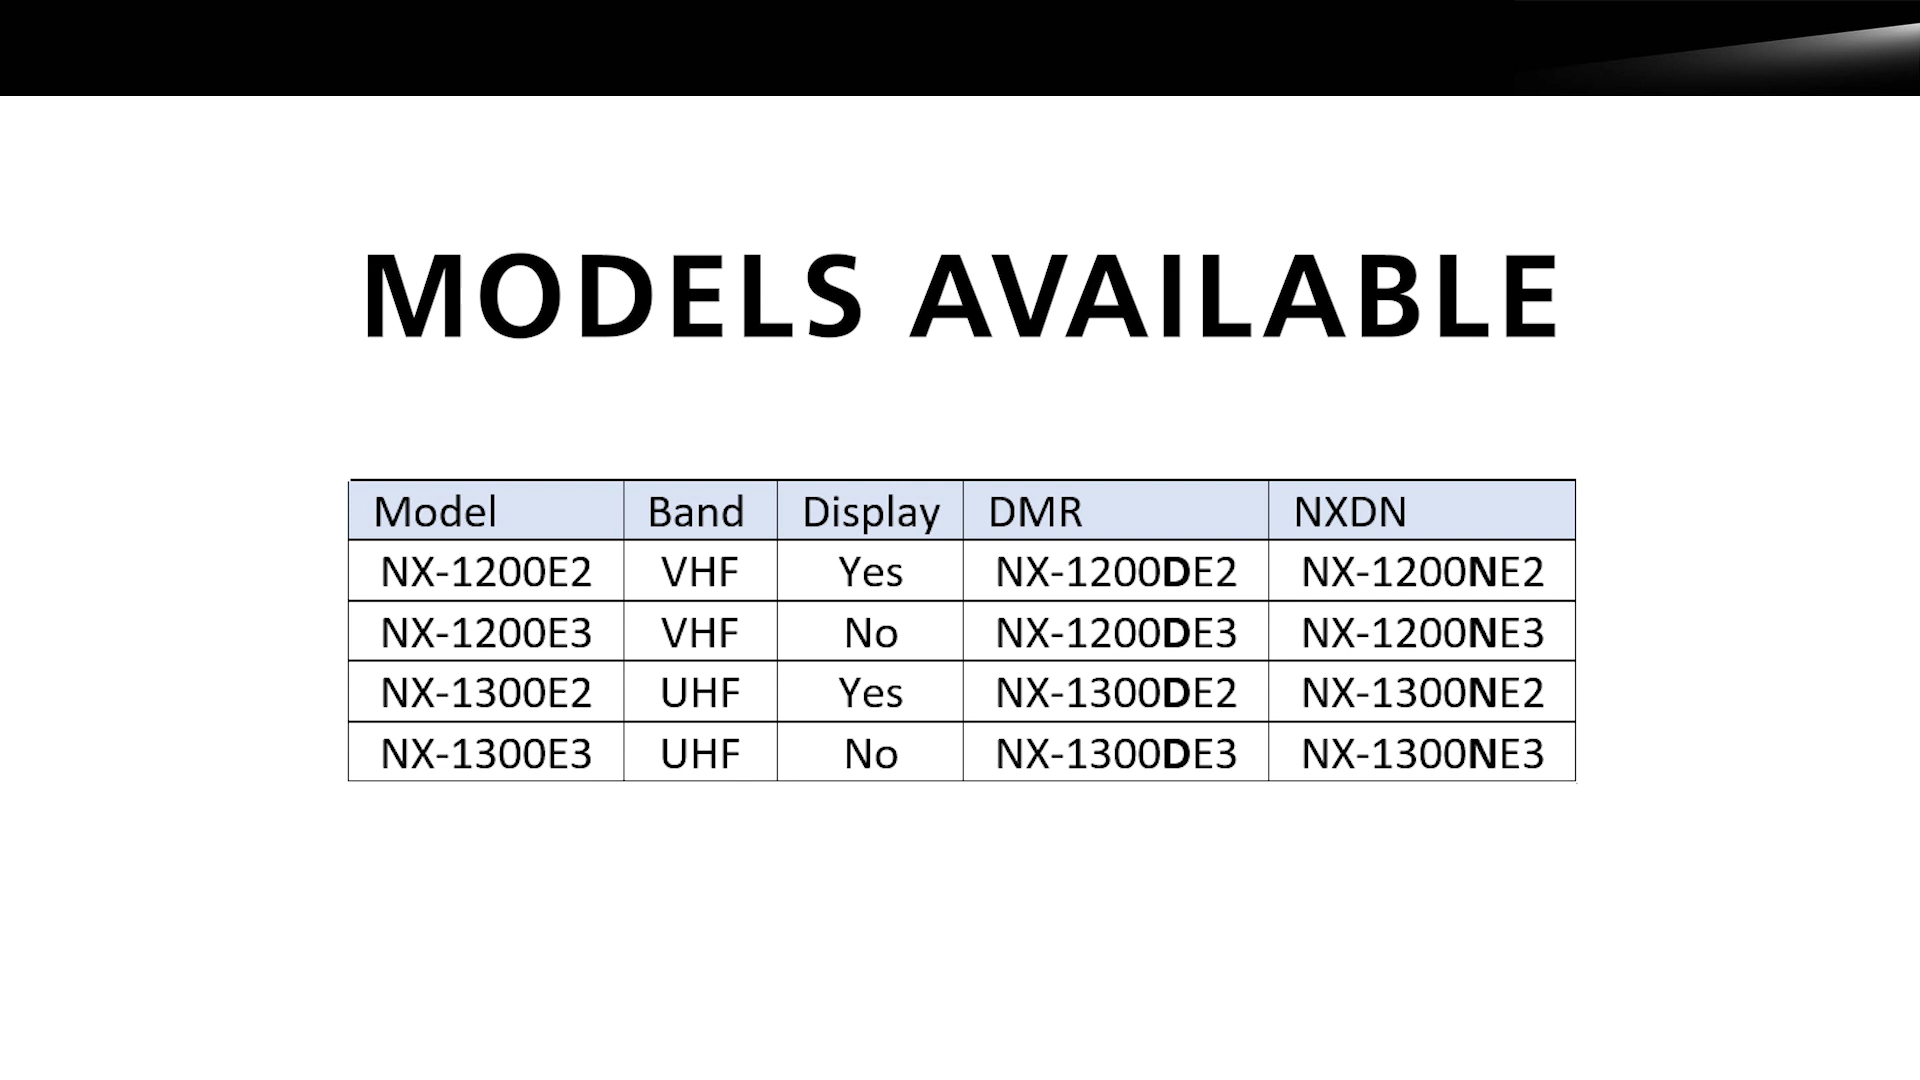 MODELS AVAILABLE
Model Band Display DMR NXDN
NX-1200E2 VHF Yes NX-1200DE2 NX-1200NE2
NX-1200E3 VHF No NX-1200DE3 NX-1200NE3
NX-1300E2 UHF Yes NX-1300DE2 NX-1300NE2
NX-1300E3 UHF No NX-1300DE3 NX-1300NE3